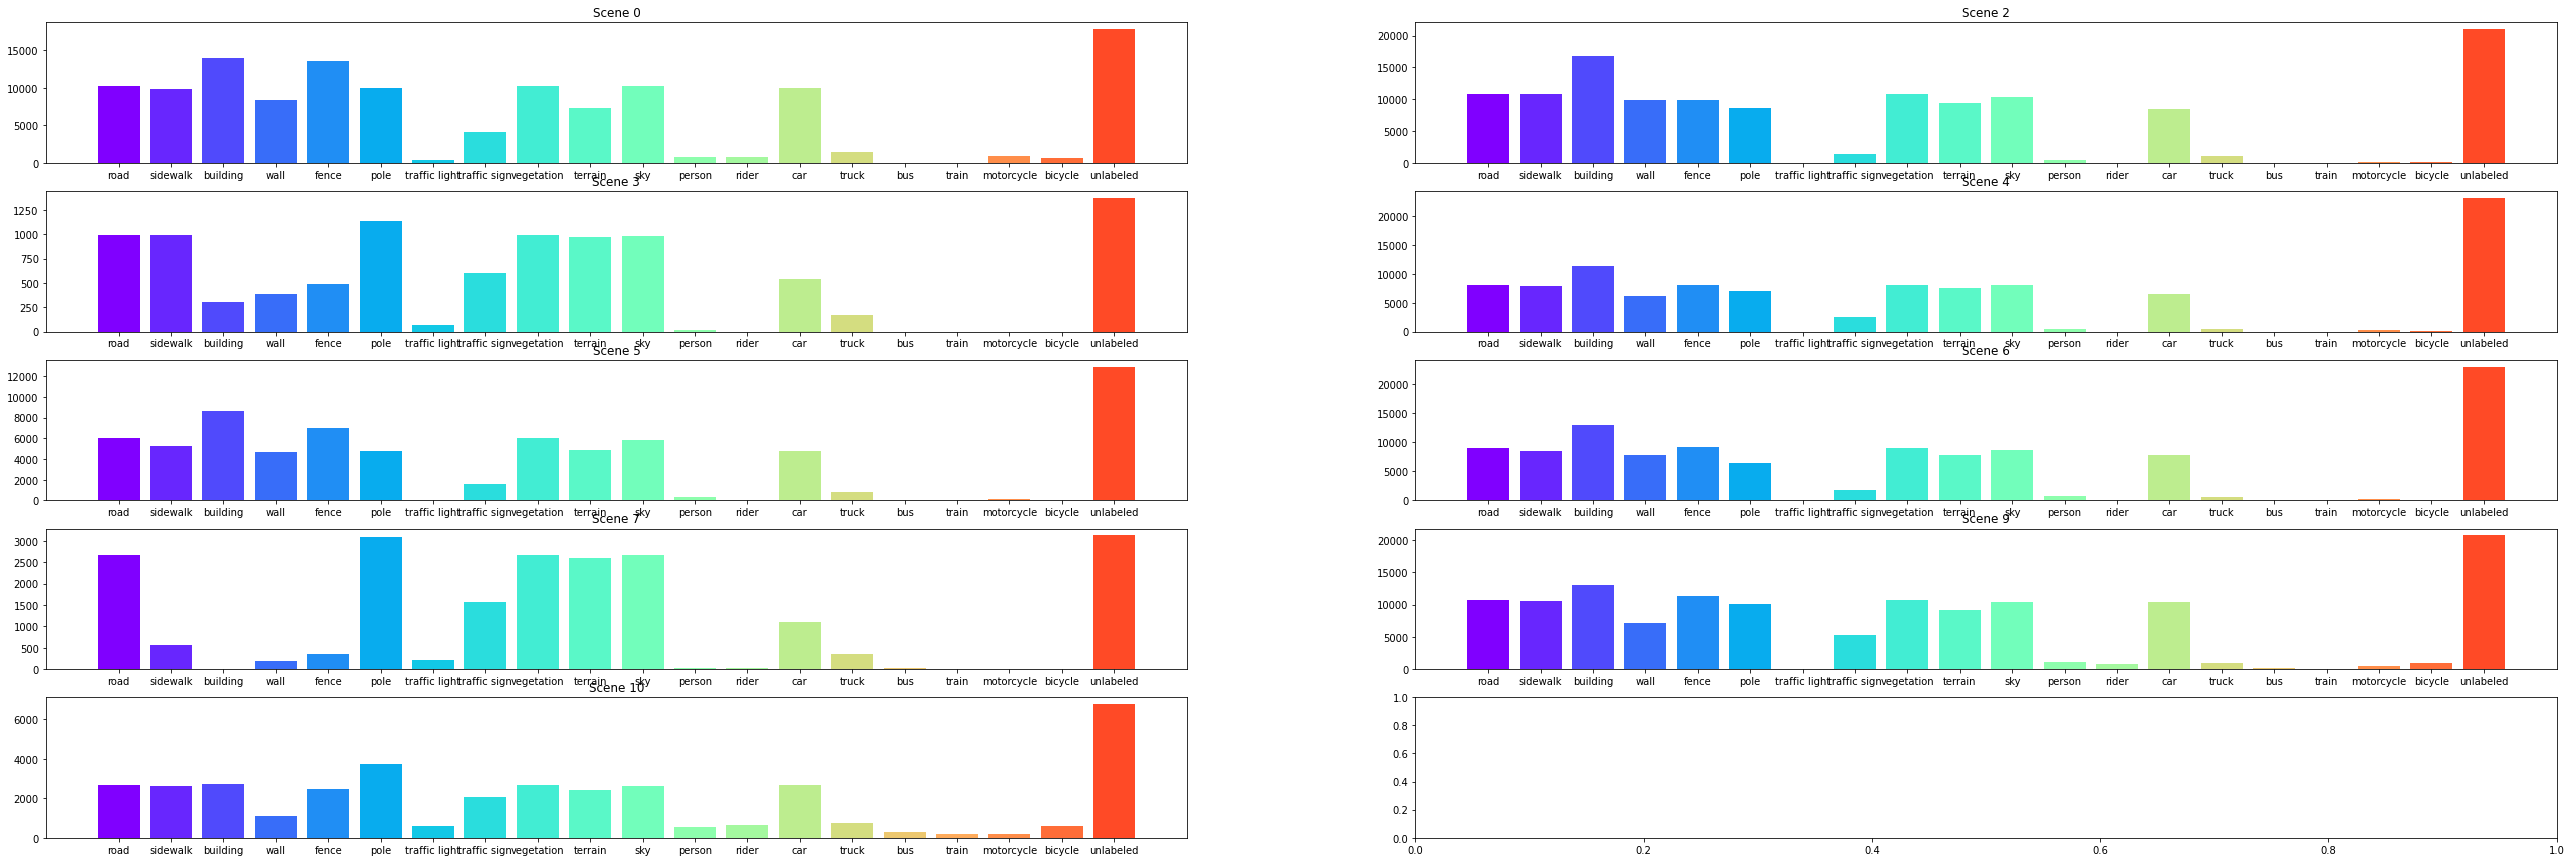 Scene 0
15000
10000
5000
0
road sidewalk building wall fence pole traffic light traffic sign vegetation terrain sky person rider car truck bus train motorcycle bicycle unlabeled
Scene 2
20000
15000
10000
5000
0
road sidewalk building wall fence pole traffic light traffic sign vegetation terrain sky person rider car truck bus train motorcycle bicycle unlabeled
Scene 3
1250
1000
750
500
250
0
road sidewalk building wall fence pole traffic light traffic sign vegetation terrain sky person rider car truck bus train motorcycle bicycle unlabeled
Scene 4
20000
15000
10000
5000
0
road sidewalk building wall fence pole traffic light traffic sign vegetation terrain sky person rider car truck bus train motorcycle bicycle unlabeled
Scene 5
12000
10000
8000
6000
4000
2000
0
road sidewalk building wall fence pole traffic light traffic sign vegetation terrain sky person rider car truck bus train motorcycle bicycle unlabeled
Scene 6
20000
15000
10000
5000
0
road sidewalk building wall fence pole traffic light traffic sign vegetation terrain sky person rider car truck bus train motorcycle bicycle unlabeled
Scene 7
3000
2500
2000
1500
1000
500
0
road sidewalk building wall fence pole traffic light traffic sign vegetation terrain sky person rider car truck bus train motorcycle bicycle unlabeled
Scene 9
20000
15000
10000
5000
0
road sidewalk building wall fence pole traffic light traffic sign vegetation terrain sky person rider car truck bus train motorcycle bicycle unlabeled
Scene 10
6000
4000
2000
0
road sidewalk building wall fence pole traffic light traffic sign vegetation terrain sky person rider car truck bus train motorcycle bicycle unlabeled
1.0
0.8
0.6
0.4
0.2
0.0
0.0 0.2 0.4 0.6 0.8 1.0